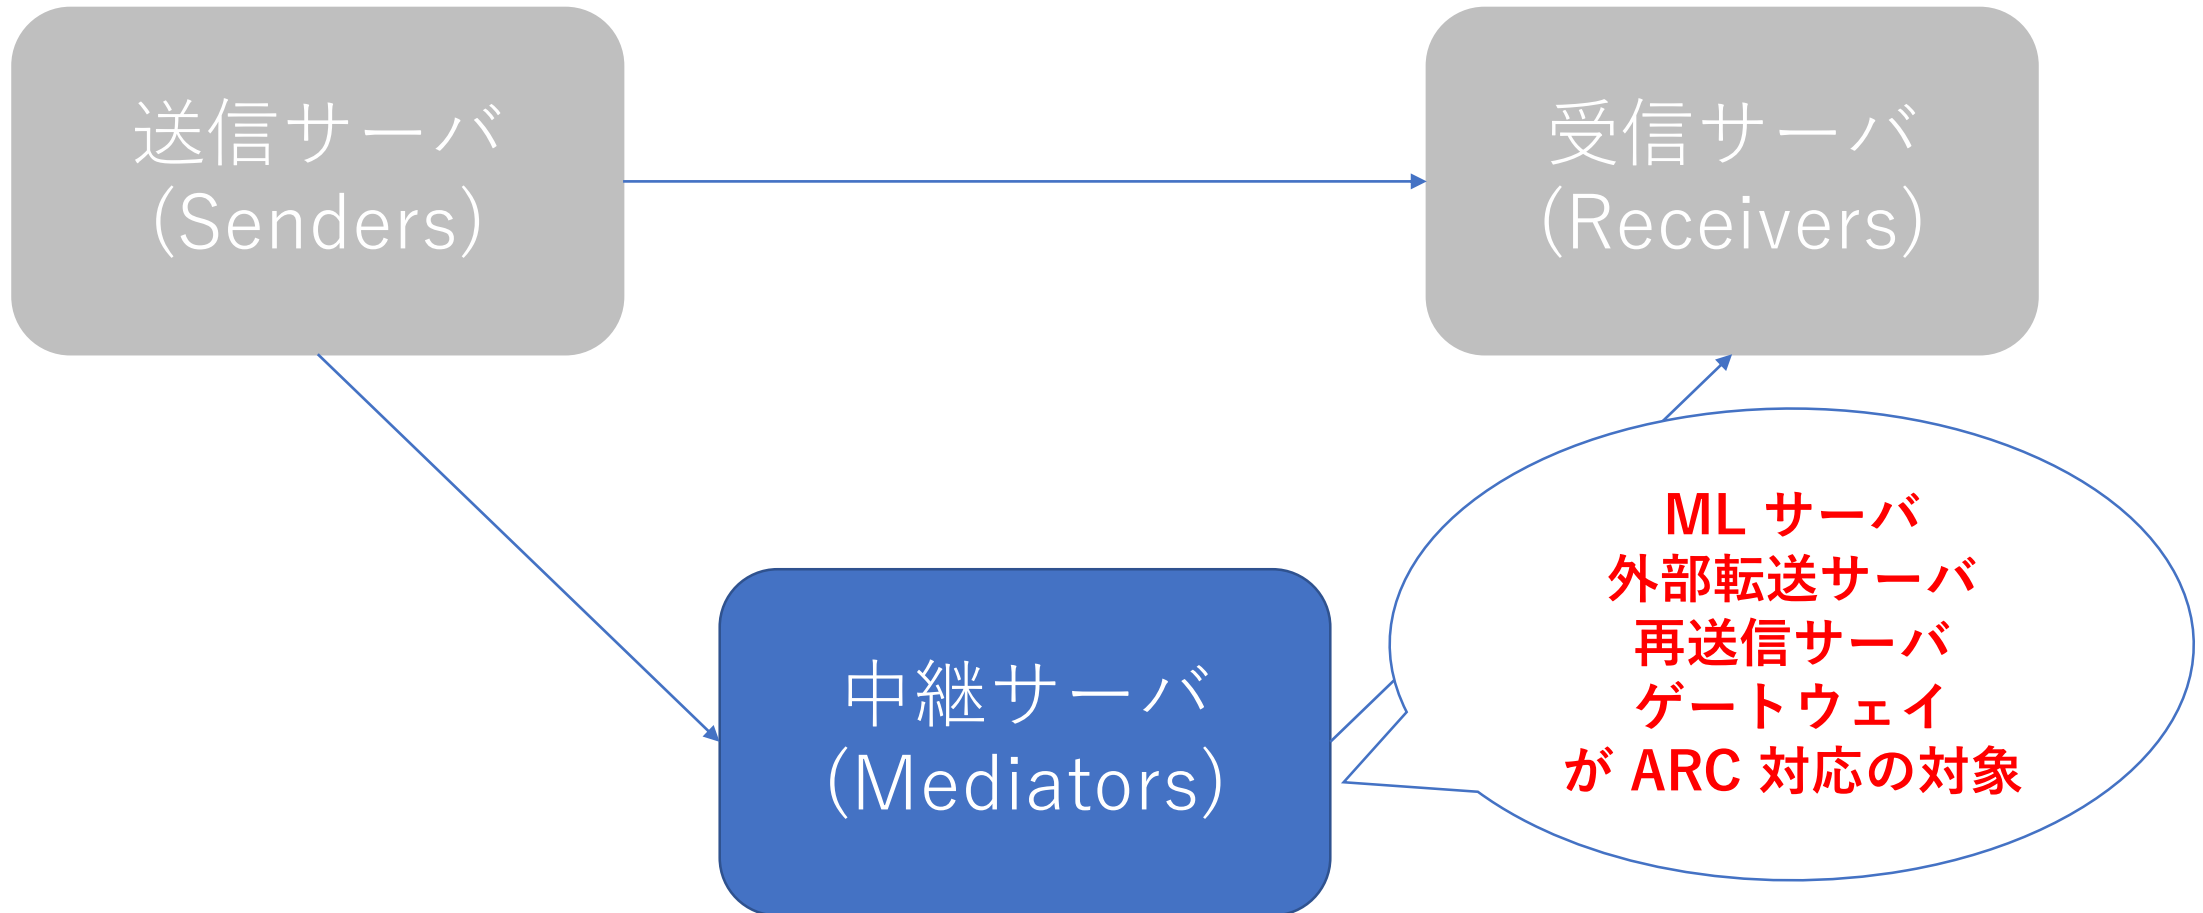 送信サーバ
(Senders)
受信サーバ
(Receivers)
中継サーバ
(Mediators)
ML サーバ
外部転送サーバ
再送信サーバ
ゲートウェイ
が ARC 対応の対象